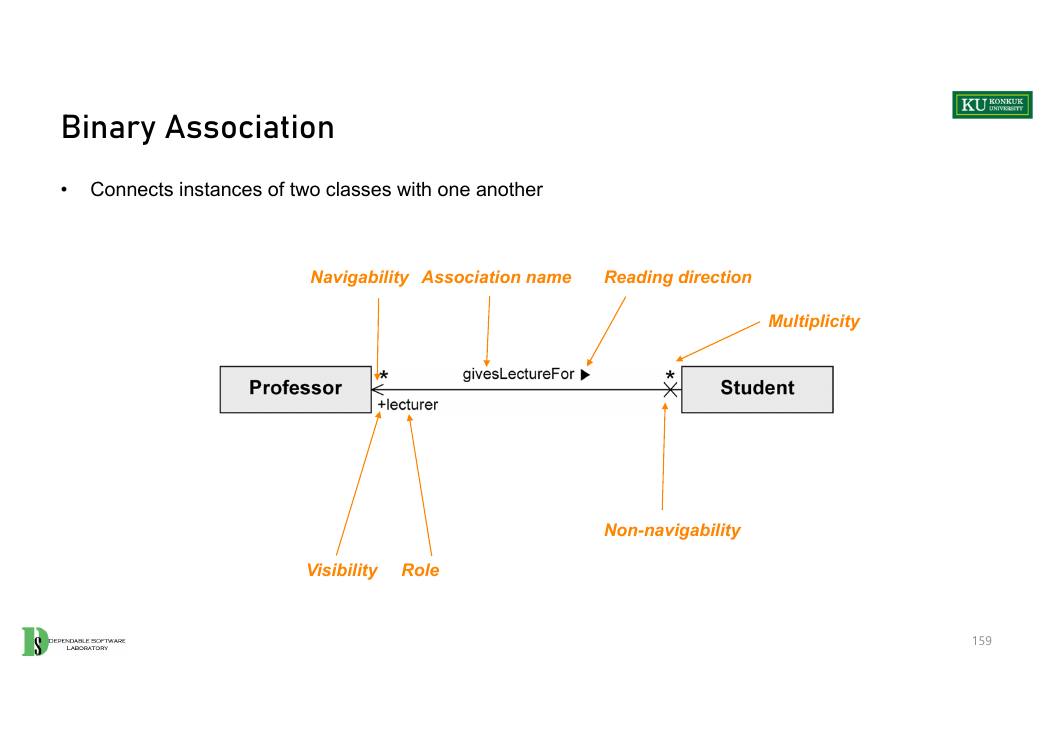 KU KONKUK
UNIVERSITY
Binary Association
• Connects instances of two classes with one another
Navigability Association name Reading direction
Multiplicity
* givesLectureFor ▶ *
Professor Student
+lecturer
Non-navigability
Visibility Role
DS DEPENDABLE SOFTWARE
LABORATORY
159